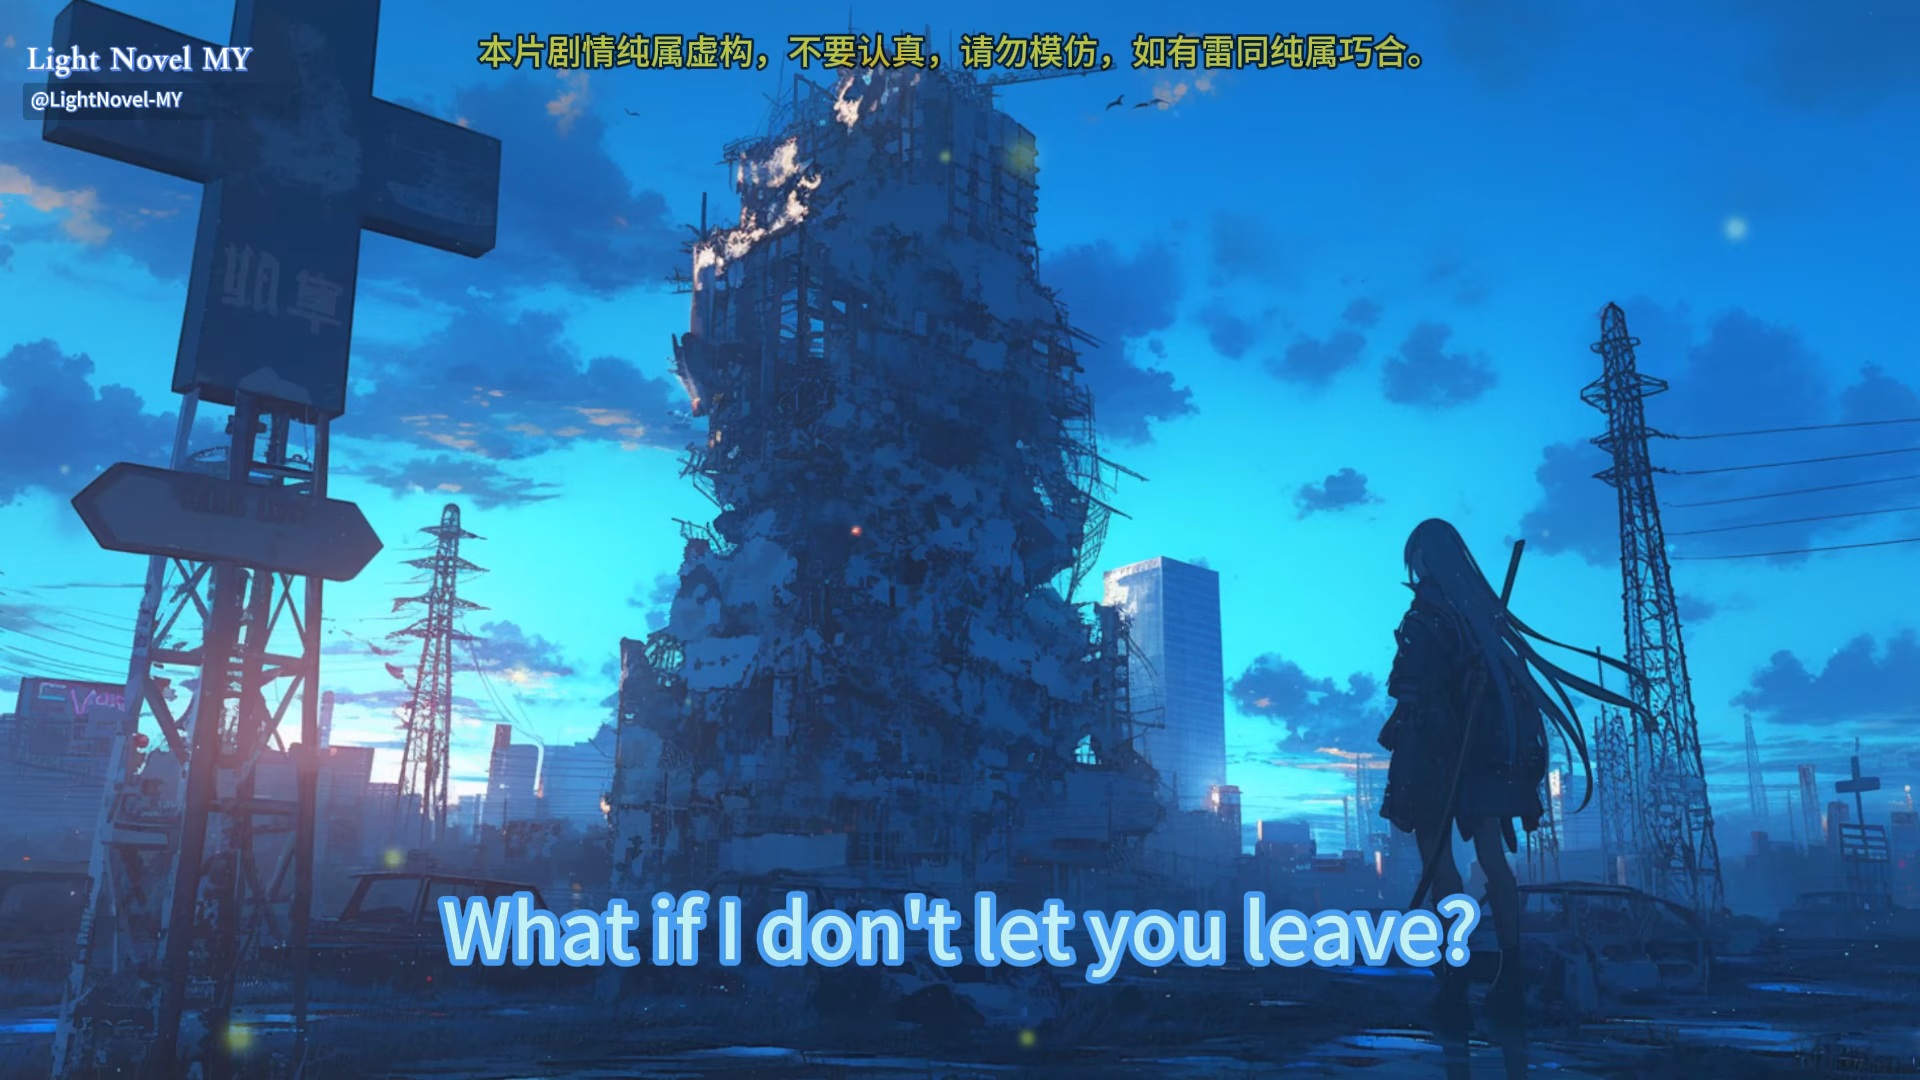 Light Novel MY
@LightNovel-MY
本片剧情纯属虚构，不要认真，请勿模仿，如有雷同纯属巧合。
What if I don't let you leave?